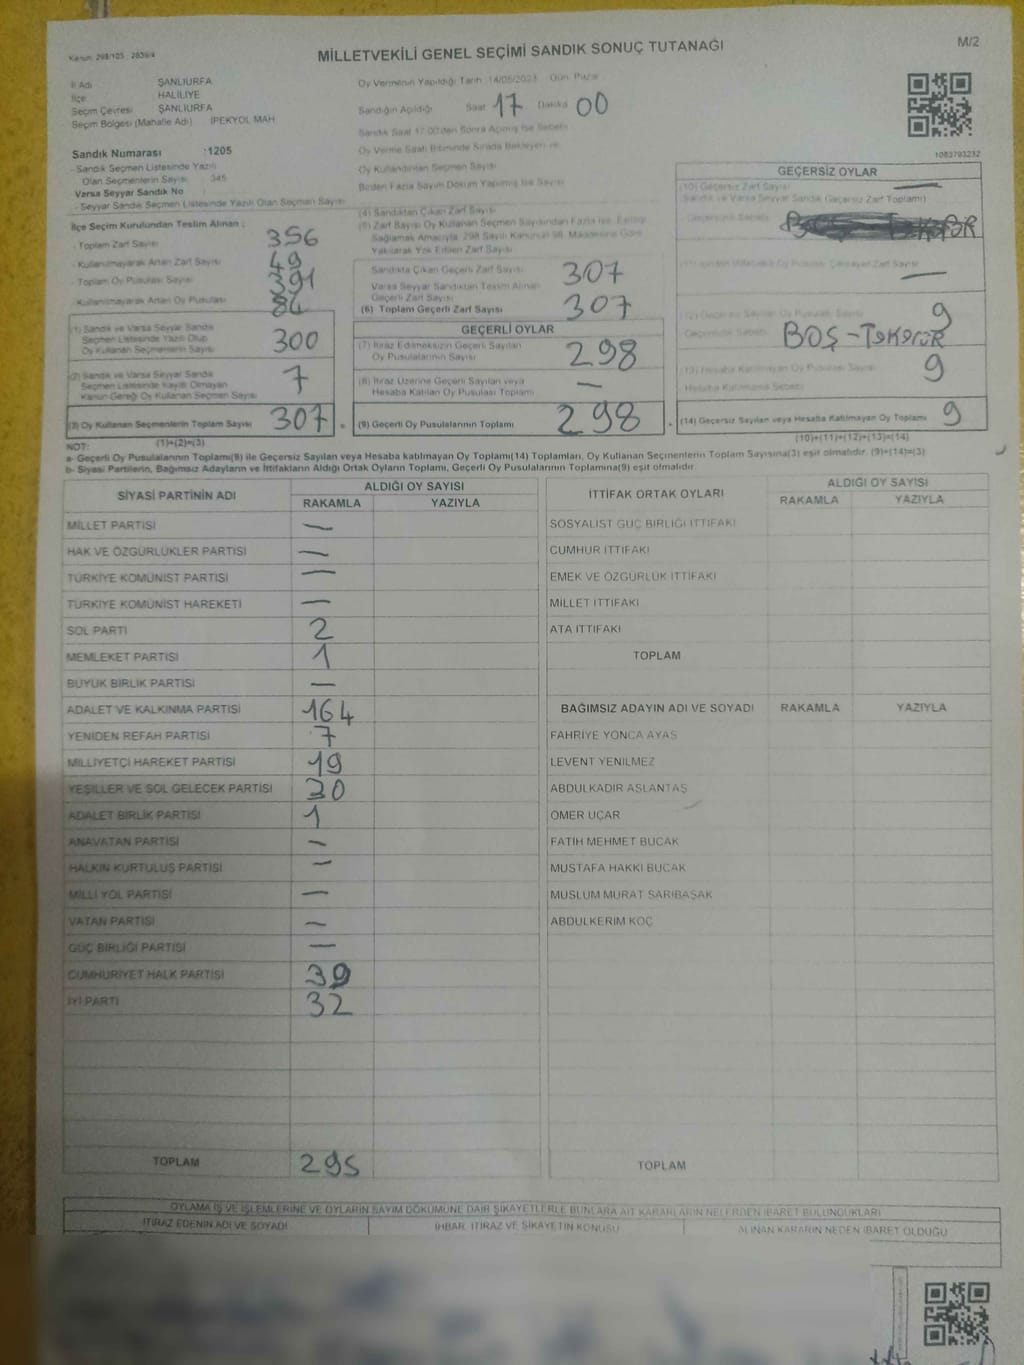 Kanun: 298/105 2839/4
MİLLETVEKİLİ GENEL SEÇİMİ SANDIK SONUÇ TUTANAĞI
M/2
İl Adı ŞANLIURFA
İlçe HALİLİYE
Seçim Çevresi ŞANLIURFA
Seçim Bölgesi (Mahalle Adı) İPEKYOL MAH
Sandık Numarası :1205
- Sandık Seçmen Listesinde Yazılı
Olan Seçmenlerin Sayısı : 345
Varsa Seyyar Sandık No
- Seyyar Sandık Seçmen Listesinde Yazılı Olan Seçmen Sayısı
İlçe Seçim Kurulundan Teslim Alınan :
- Toplam Zarf Sayısı 356
- Kullanılmayarak Artan Zarf Sayısı 49
- Toplam Oy Pusulası Sayısı 391
- Kullanılmayarak Artan Oy Pusulası 84
(1) Sandık ve Varsa Seyyar Sandık
Seçmen Listesinde Yazılı Olup
Oy Kullanan Seçmenlerin Sayısı 300
(2) Sandık ve Varsa Seyyar Sandık
Seçmen Listesinde Kayıtlı Olmayan
Kanun Gereği Oy Kullanan Seçmen Sayısı 7
(3) Oy Kullanan Seçmenlerin Toplam Sayısı 307
(1)+(2)=(3)
Oy Vermenin Yapıldığı Tarih :14/05/2023 Gün: Pazar
Sandığın Açıldığı Saat 17 Dakika 00
Sandık Saat 17.00'den Sonra Açılmış İse Sebebi
Oy Verme Saati Bitiminde Sırada Bekleyen ve
Oy Kullandırılan Seçmen Sayısı
Birden Fazla Sayım Döküm Yapılmış İse Sayısı
(4) Sandıktan Çıkan Zarf Sayısı
(5) Zarf Sayısı Oy Kullanan Seçmen Sayısından Fazla İse, Eşitliği
Sağlamak Amacıyla, 298 Sayılı Kanunun 98. Maddesine Göre
Yakılarak Yok Edilen Zarf Sayısı
Sandıkta Çıkan Geçerli Zarf Sayısı 307
Varsa Seyyar Sandıktan Teslim Alınan
Geçerli Zarf Sayısı
(6) Toplam Geçerli Zarf Sayısı 307
GEÇERLİ OYLAR
(7) İtiraz Edilmeksizin Geçerli Sayılan
Oy Pusulalarının Sayısı 298
(8) İtiraz Üzerine Geçerli Sayılan veya
Hesaba Katılan Oy Pusulası Toplamı —
(9) Geçerli Oy Pusulalarının Toplamı 298
1063793232
GEÇERSİZ OYLAR
(10) Geçersiz Zarf Sayısı —
Sandık ve Varsa Seyyar Sandık (Geçersiz Zarf Toplamı)
Geçersizlik Sebebi
—
9
Geçersizlik Sebebi BOŞ-TEKERÜR
(13) Hesaba Katılmayan Oy Pusulası Sayısı 9
Hesaba Katılmama Sebebi
(14) Geçersiz Sayılan veya Hesaba Katılmayan Oy Toplamı 9
(10)+(11)+(12)+(13)=(14)
NOT:
a- Geçerli Oy Pusulalarının Toplamı(9) ile Geçersiz Sayılan veya Hesaba katılmayan Oy Toplamı(14) Toplamları, Oy Kullanan Seçmenlerin Toplam Sayısına(3) eşit olmalıdır. (9)+(14)=(3)
b- Siyasi Partilerin, Bağımsız Adayların ve İttifakların Aldığı Ortak Oyların Toplamı, Geçerli Oy Pusulalarının Toplamına(9) eşit olmalıdır.
SİYASİ PARTİNİN ADI ALDIĞI OY SAYISI
RAKAMLA YAZIYLA
MİLLET PARTİSİ —
HAK VE ÖZGÜRLÜKLER PARTİSİ —
TÜRKİYE KOMÜNİST PARTİSİ —
TÜRKİYE KOMÜNİST HAREKETİ —
SOL PARTİ 2
MEMLEKET PARTİSİ 1
BÜYÜK BİRLİK PARTİSİ —
ADALET VE KALKINMA PARTİSİ 164
YENİDEN REFAH PARTİSİ 7
MİLLİYETÇİ HAREKET PARTİSİ 19
YEŞİLLER VE SOL GELECEK PARTİSİ 30
ADALET BİRLİK PARTİSİ 1
ANAVATAN PARTİSİ —
HALKIN KURTULUŞ PARTİSİ —
MİLLİ YOL PARTİSİ —
VATAN PARTİSİ —
GÜÇ BİRLİĞİ PARTİSİ —
CUMHURİYET HALK PARTİSİ 39
İYİ PARTİ 32
TOPLAM 295
İTTİFAK ORTAK OYLARI ALDIĞI OY SAYISI
RAKAMLA YAZIYLA
SOSYALİST GÜÇ BİRLİĞİ İTTİFAKI
CUMHUR İTTİFAKI
EMEK VE ÖZGÜRLÜK İTTİFAKI
MİLLET İTTİFAKI
ATA İTTİFAKI
TOPLAM
BAĞIMSIZ ADAYIN ADI VE SOYADI RAKAMLA YAZIYLA
FAHRİYE YONCA AYAS
LEVENT YENİLMEZ
ABDULKADİR ASLANTAŞ
ÖMER UÇAR
FATİH MEHMET BUCAK
MUSTAFA HAKKI BUCAK
MÜSLÜM MURAT SARIBAŞAK
ABDULKERİM KOÇ
TOPLAM
OYLAMA İŞ VE İŞLEMLERİNE VE OYLARIN SAYIM DÖKÜMÜNE DAİR ŞİKAYETLERLE BUNLARA AİT KARARLARIN NELERDEN İBARET BULUNDUKLARI
İTİRAZ EDENİN ADI VE SOYADI İHBAR, İTİRAZ VE ŞİKAYETİN KONUSU ALINAN KARARIN NEDEN İBARET OLDUĞU